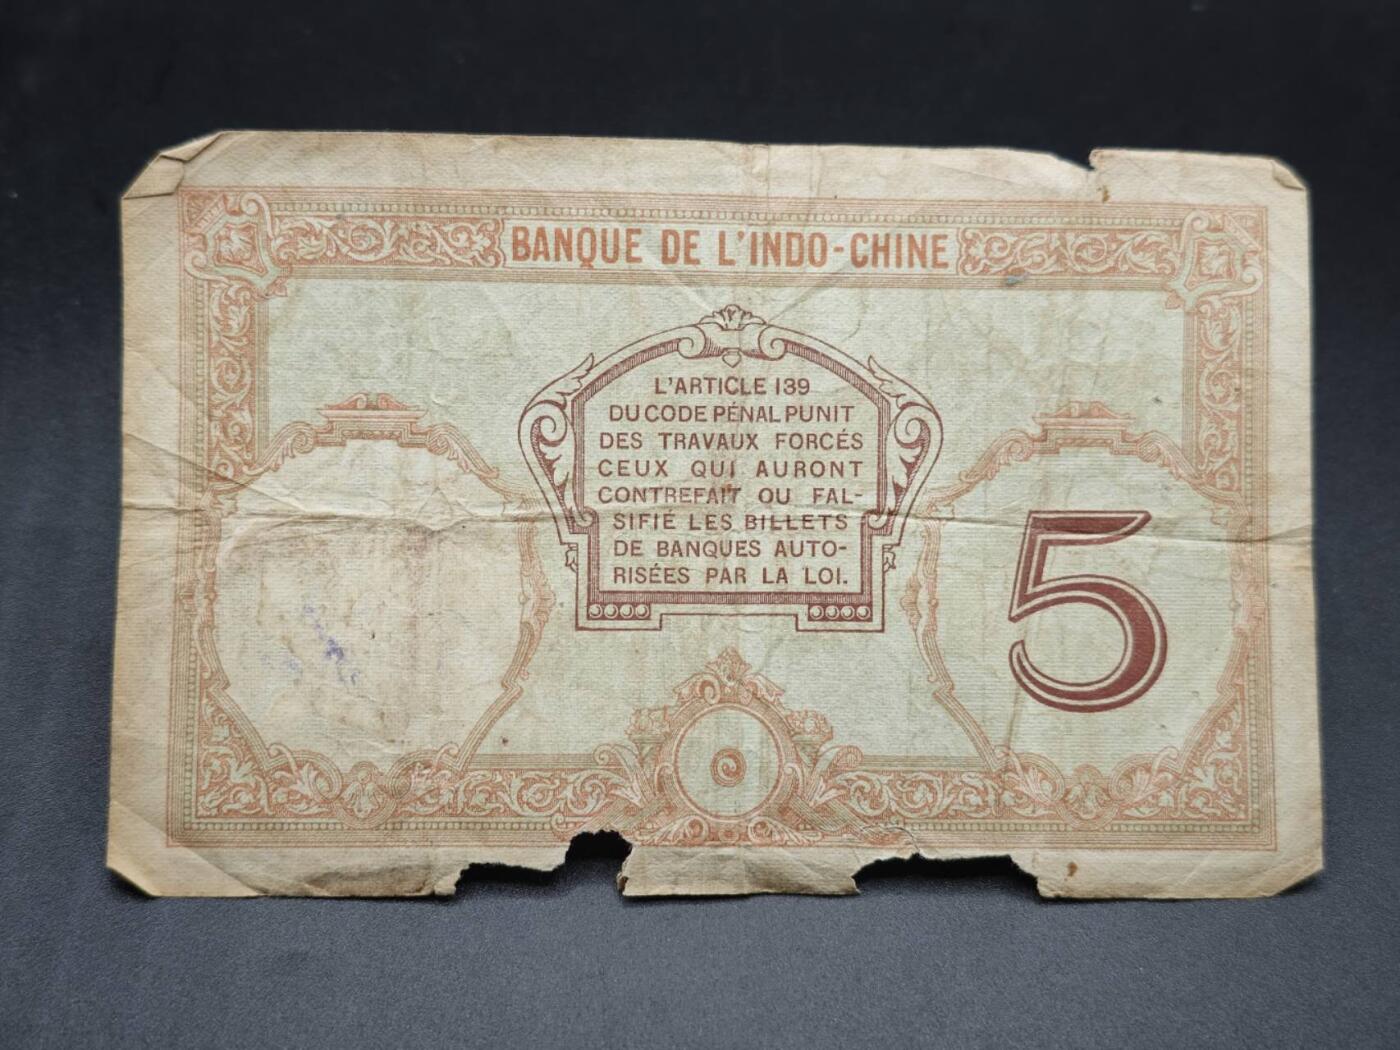 BANQUE DE L'INDO-CHINE
L'ARTICLE 139
DU CODE PÉNAL PUNIT
DES TRAVAUX FORCÉS
CEUX QUI AURONT
CONTREFAIT OU FAL-
SIFIÉ LES BILLETS
DE BANQUES AUTO-
RISÉES PAR LA LOI.
5